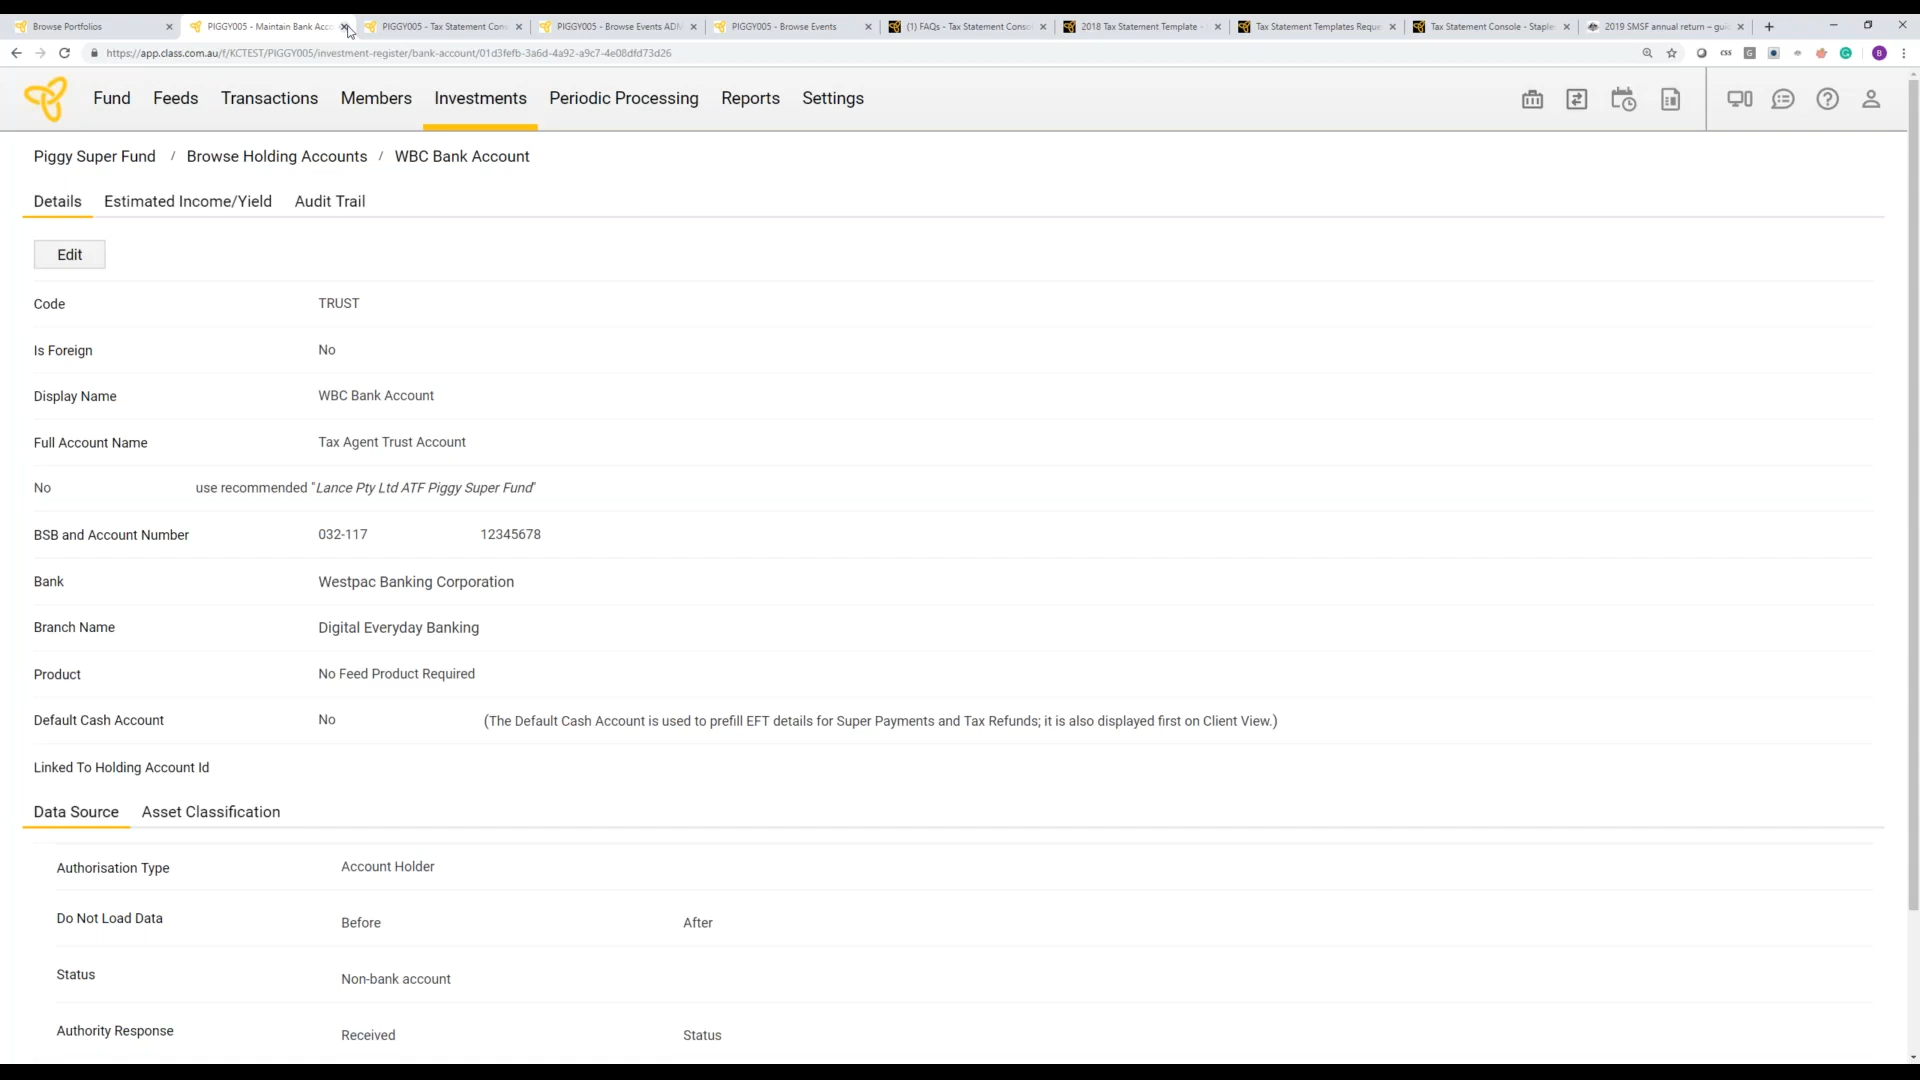 Browse Portfolios
PIGGY005 - Maintain Bank Acco
PIGGY005 - Tax Statement Cons
PIGGY005 - Browse Events ADM
PIGGY005 - Browse Events
(1) FAQs - Tax Statement Consol
2018 Tax Statement Template -
Tax Statement Templates Reque
Tax Statement Console - Staple
2019 SMSF annual return – guid
https://app.class.com.au/f/KCTEST/PIGGY005/investment-register/bank-account/01d3fefb-3a6d-4a92-a9c7-4e08dfd73d26
CSS
G
B
Fund Feeds Transactions Members Investments Periodic Processing Reports Settings
Piggy Super Fund / Browse Holding Accounts / WBC Bank Account
Details Estimated Income/Yield Audit Trail
Edit
Code TRUST
Is Foreign No
Display Name WBC Bank Account
Full Account Name Tax Agent Trust Account
No use recommended "Lance Pty Ltd ATF Piggy Super Fund"
BSB and Account Number 032-117 12345678
Bank Westpac Banking Corporation
Branch Name Digital Everyday Banking
Product No Feed Product Required
Default Cash Account No (The Default Cash Account is used to prefill EFT details for Super Payments and Tax Refunds; it is also displayed first on Client View.)
Linked To Holding Account Id
Data Source Asset Classification
Authorisation Type Account Holder
Do Not Load Data Before After
Status Non-bank account
Authority Response Received Status